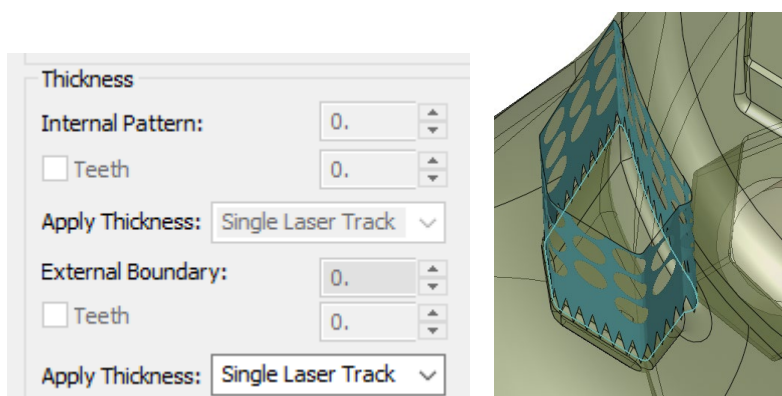 Thickness
Internal Pattern: 0.
Teeth 0.
Apply Thickness: Single Laser Track
External Boundary: 0.
Teeth 0.
Apply Thickness: Single Laser Track